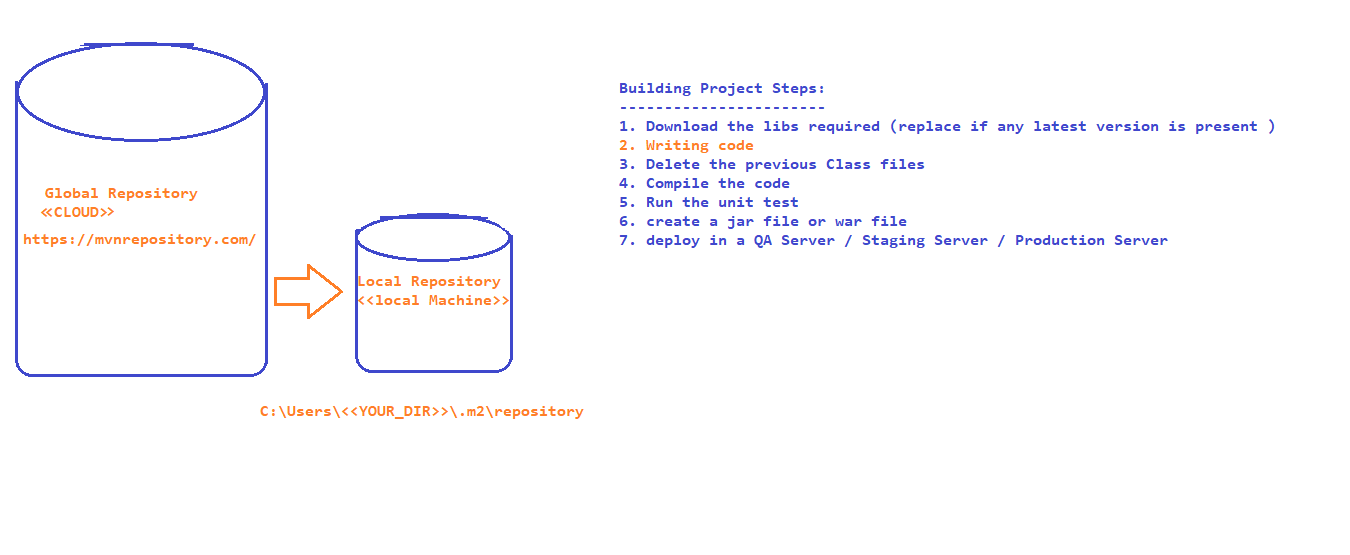 Global Repository
<<CLOUD>>
https://mvnrepository.com/
Local Repository
<<local Machine>>
C:\Users\<<YOUR_DIR>>\.m2\repository
Building Project Steps:
-----------------------
1. Download the libs required (replace if any latest version is present )
2. Writing code
3. Delete the previous Class files
4. Compile the code
5. Run the unit test
6. create a jar file or war file
7. deploy in a QA Server / Staging Server / Production Server